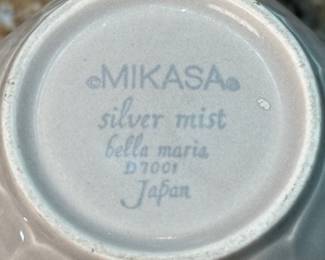 ©MIKASA®
silver mist
bella maria
D7001
Japan